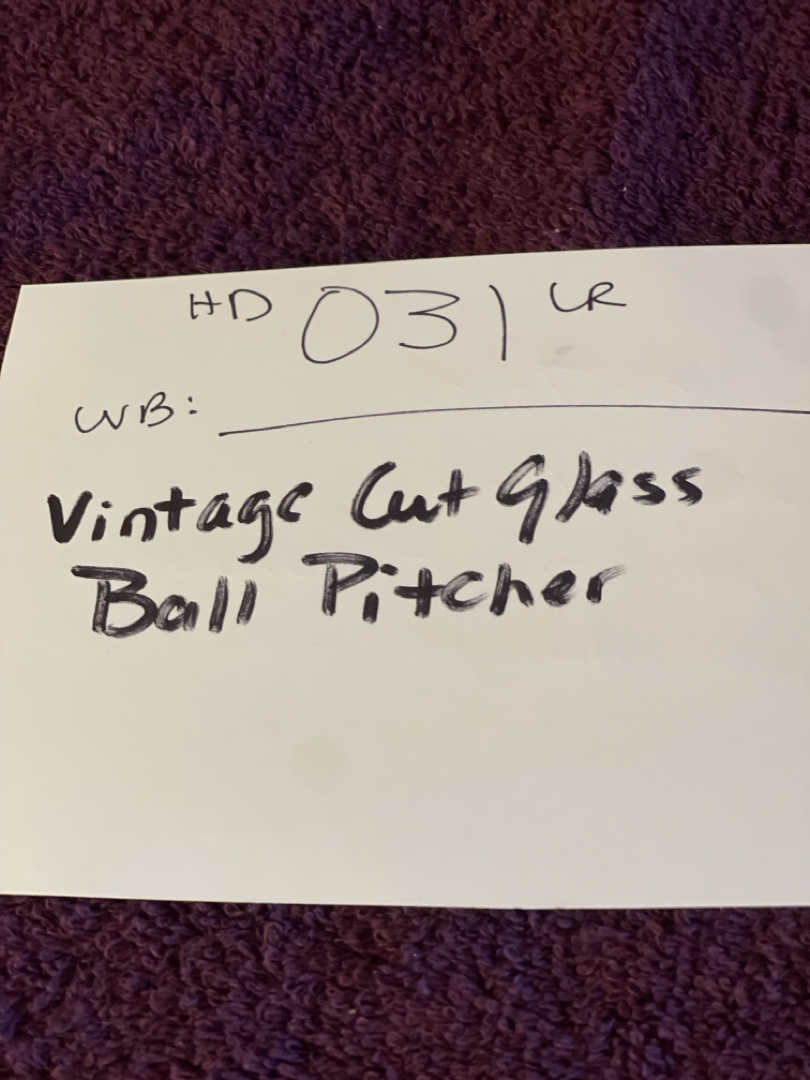 HD 031 LR
WB:
Vintage Cut Glass
Ball Pitcher